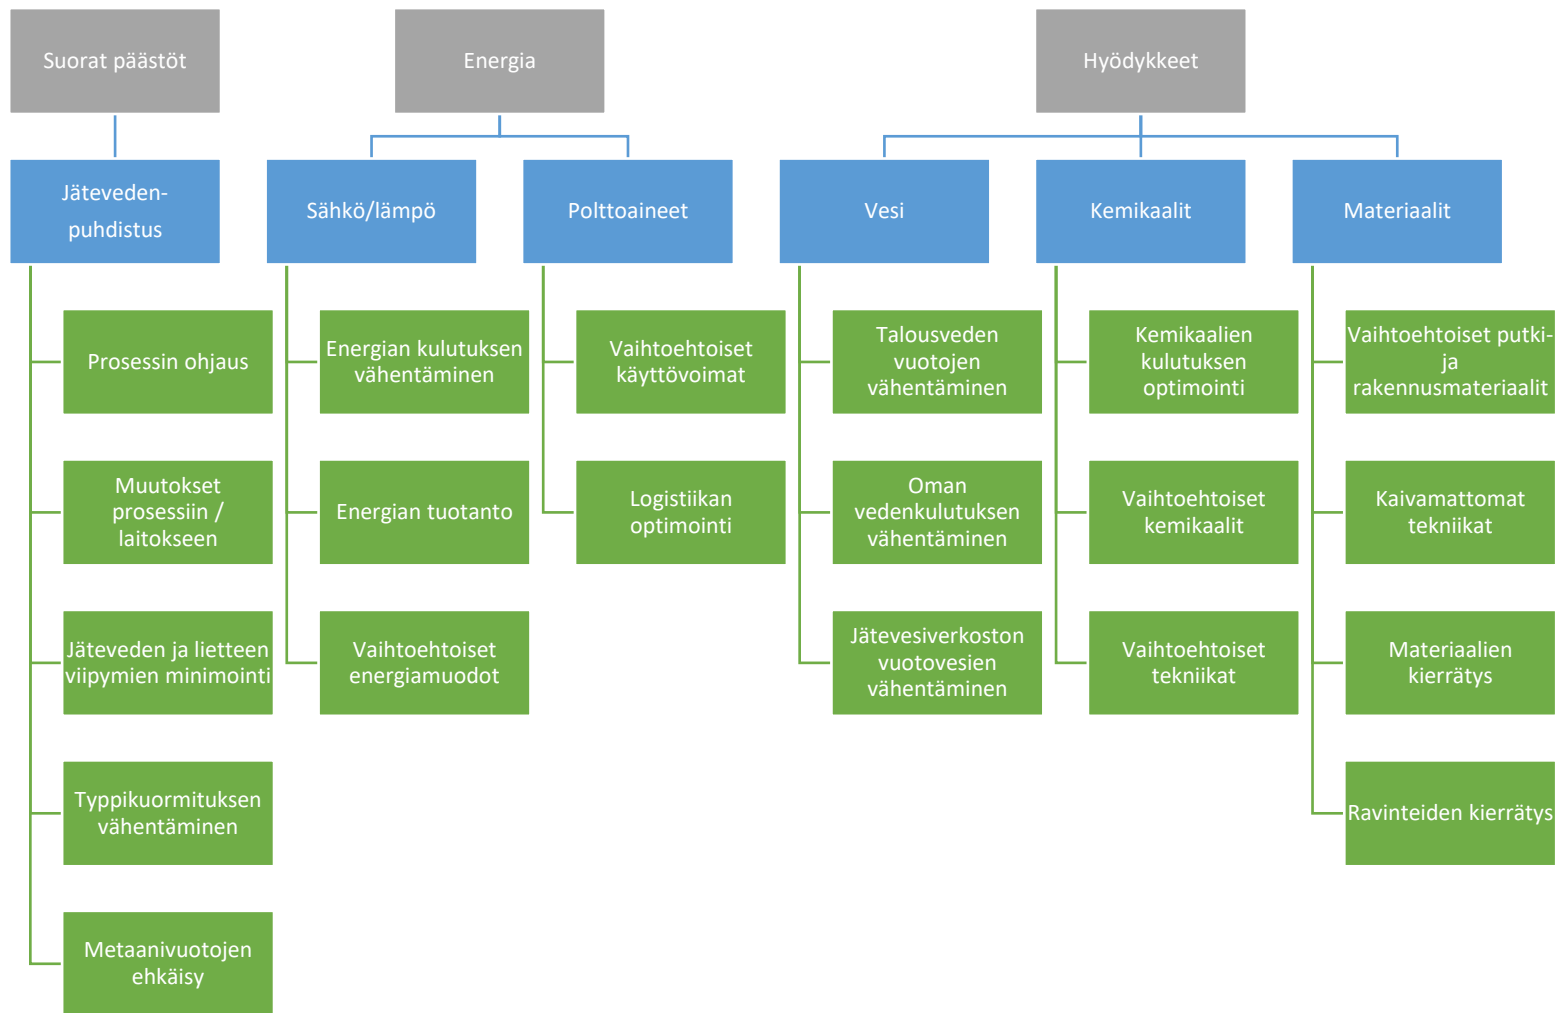 Suorat päästöt
Energia
Hyödykkeet
Jäteveden-
puhdistus
Sähkö/lämpö
Polttoaineet
Vesi
Kemikaalit
Materiaalit
Prosessin ohjaus
Muutokset
prosessiin /
laitokseen
Jäteveden ja lietteen
viipymien minimointi
Typpikuormituksen
vähentäminen
Metaanivuotojen
ehkäisy
Energian kulutuksen
vähentäminen
Energian tuotanto
Vaihtoehtoiset
energiamuodot
Vaihtoehtoiset
käyttövoimat
Logistiikan
optimointi
Talousveden
vuotojen
vähentäminen
Oman
vedenkulutuksen
vähentäminen
Jätevesiverkoston
vuotovesien
vähentäminen
Kemikaalien
kulutuksen
optimointi
Vaihtoehtoiset
kemikaalit
Vaihtoehtoiset
tekniikat
Vaihtoehtoiset putki-
ja
rakennusmateriaalit
Kaivamattomat
tekniikat
Materiaalien
kierrätys
Ravinteiden kierrätys